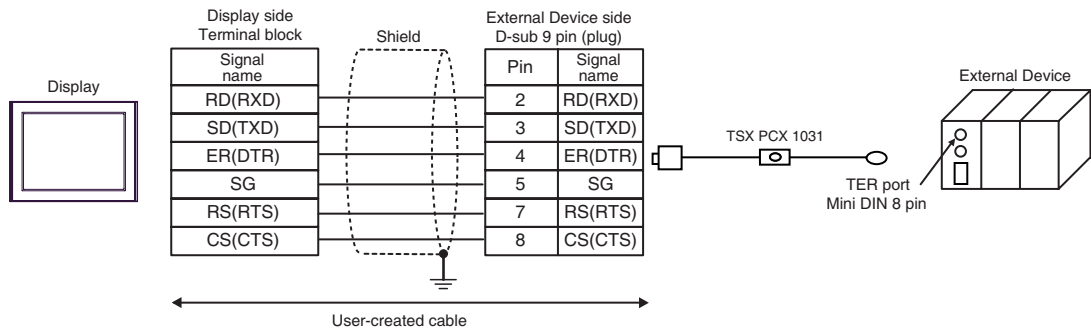 Display
Display side
Terminal block
Signal
name
RD(RXD)
SD(TXD)
ER(DTR)
SG
RS(RTS)
CS(CTS)
Shield
External Device side
D-sub 9 pin (plug)
Pin
Signal
name
2 RD(RXD)
3 SD(TXD)
4 ER(DTR)
5 SG
7 RS(RTS)
8 CS(CTS)
User-created cable
TSX PCX 1031
External Device
TER port
Mini DIN 8 pin